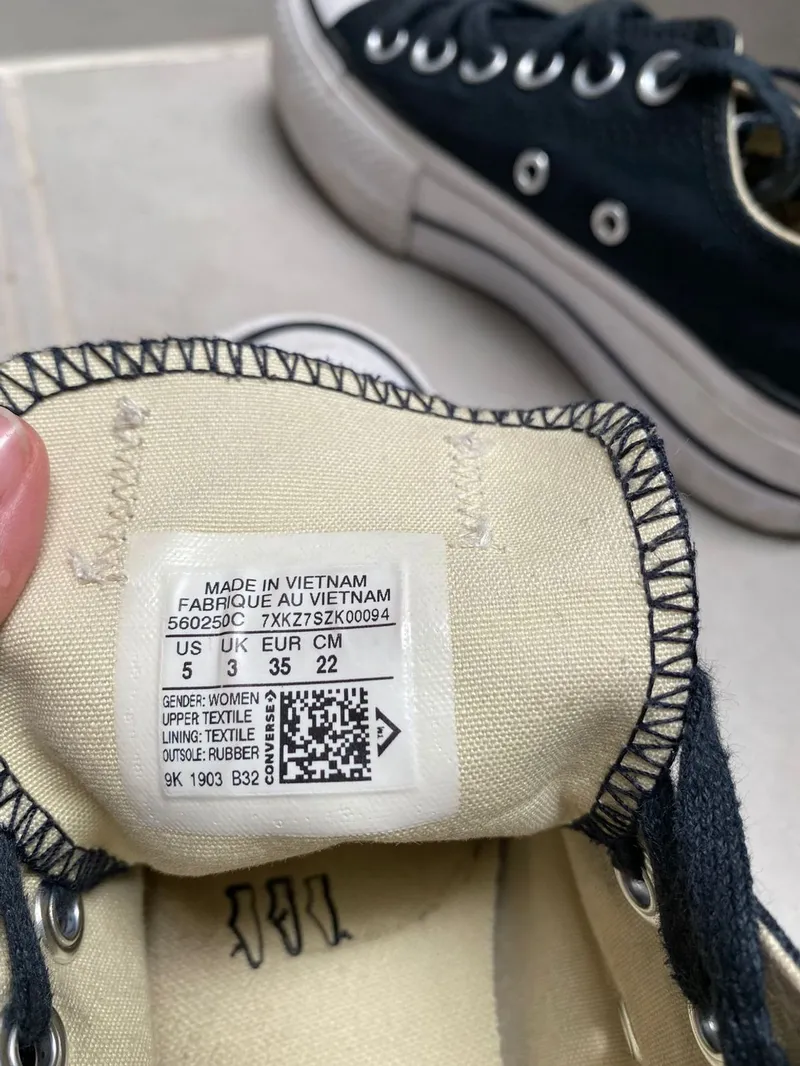 MADE IN VIETNAM
FABRIQUE AU VIETNAM
560250C 7XKZ7SZK00094
US UK EUR CM
5 3 35 22
GENDER: WOMEN
UPPER TEXTILE
LINING: TEXTILE
OUTSOLE: RUBBER
9K 1903 B32
CONVERSE
TM